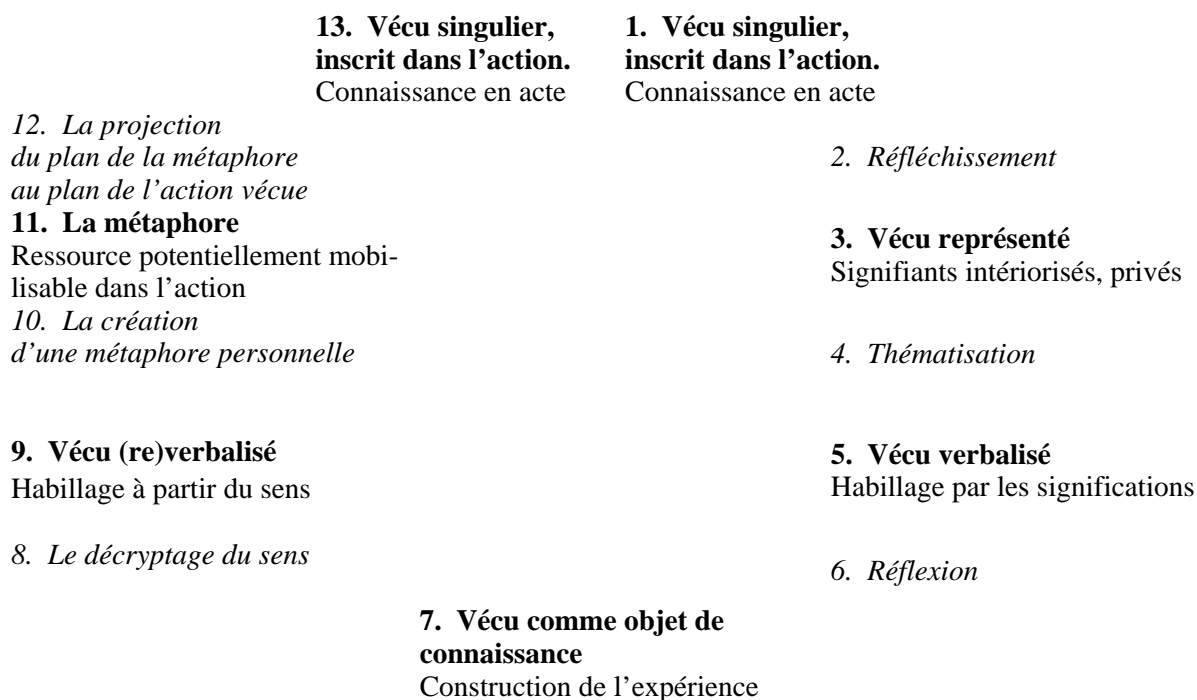 13. Vécu singulier,
inscrit dans l’action.
Connaissance en acte
1. Vécu singulier,
inscrit dans l’action.
Connaissance en acte
12. La projection
du plan de la métaphore
au plan de l’action vécue
11. La métaphore
Ressource potentiellement mobi-
lisable dans l’action
10. La création
d’une métaphore personnelle
9. Vécu (re)verbalisé
Habillage à partir du sens
8. Le décryptage du sens
2. Réfléchissement
3. Vécu représenté
Signifiants intériorisés, privés
4. Thématisation
5. Vécu verbalisé
Habillage par les significations
6. Réflexion
7. Vécu comme objet de
connaissance
Construction de l’expérience